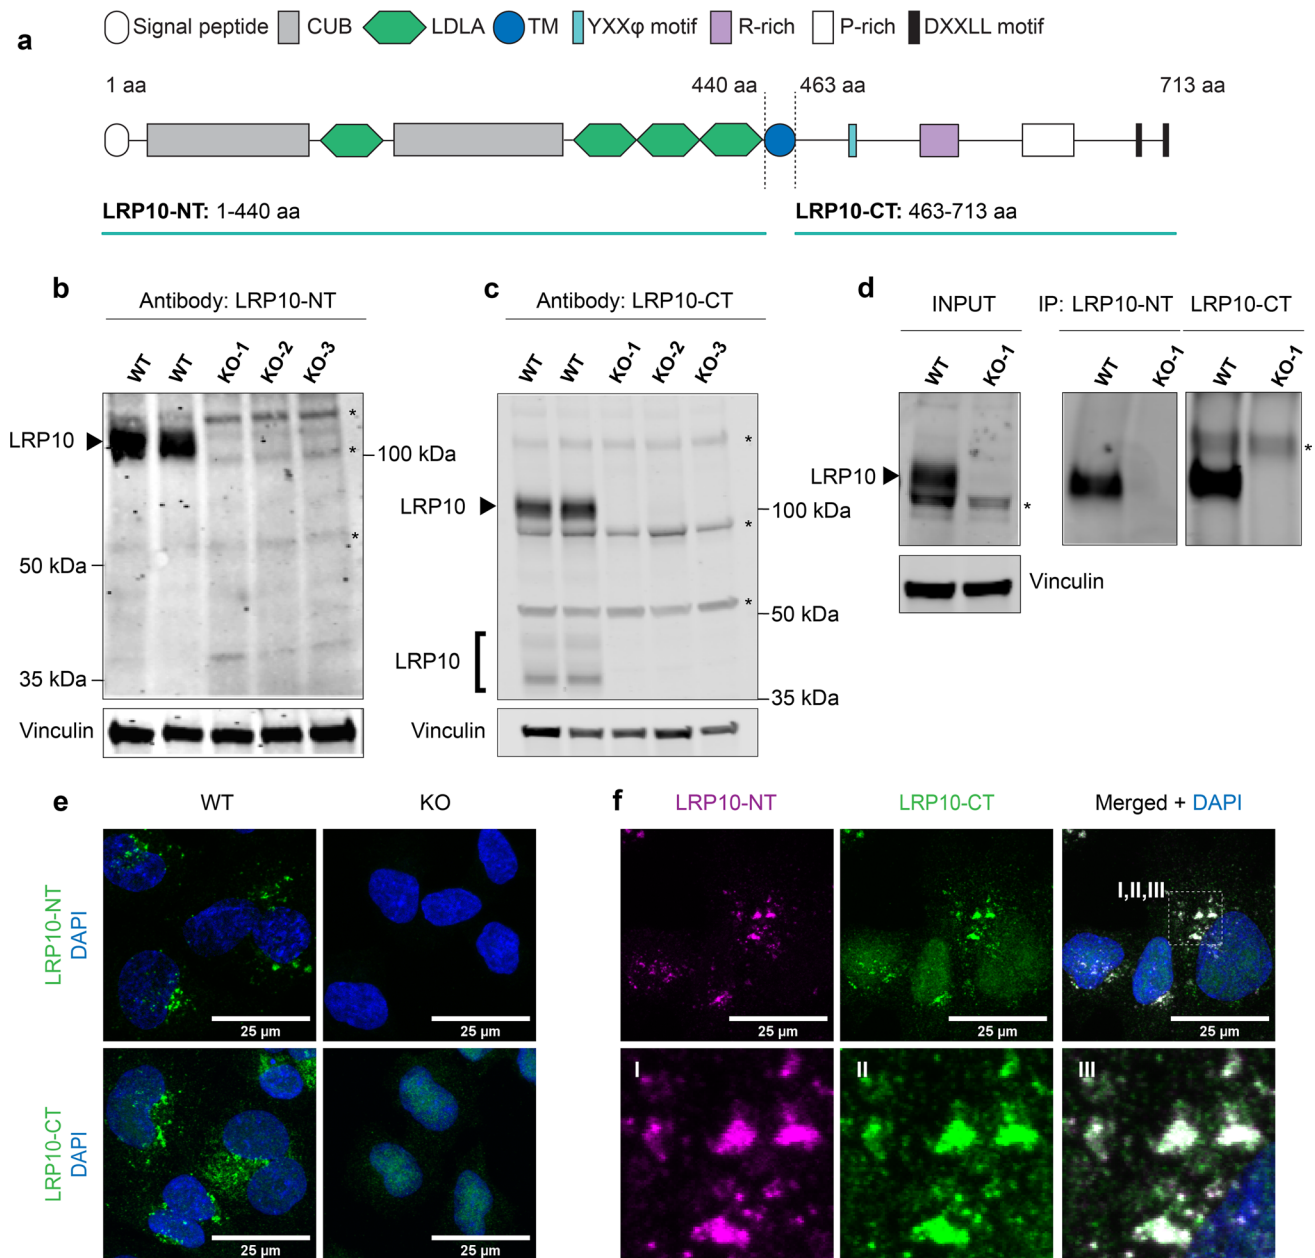 a
Signal peptide CUB LDLA TM YXXφ motif R-rich P-rich DXXLL motif
1 aa 440 aa 463 aa 713 aa
LRP10-NT: 1-440 aa LRP10-CT: 463-713 aa
b
Antibody: LRP10-NT
WT WT KO-1 KO-2 KO-3
*
LRP10
*
100 kDa
*
50 kDa
35 kDa
Vinculin
c
Antibody: LRP10-CT
WT WT KO-1 KO-2 KO-3
*
LRP10
100 kDa
*
*
50 kDa
LRP10
35 kDa
Vinculin
d
INPUT IP: LRP10-NT LRP10-CT
WT KO-1 WT KO-1 WT KO-1
*
LRP10
*
Vinculin
e
WT KO
LRP10-NT
DAPI
25 µm 25 µm
LRP10-CT
DAPI
25 µm 25 µm
f
LRP10-NT LRP10-CT Merged + DAPI
I,II,III
25 µm 25 µm 25 µm
I II III